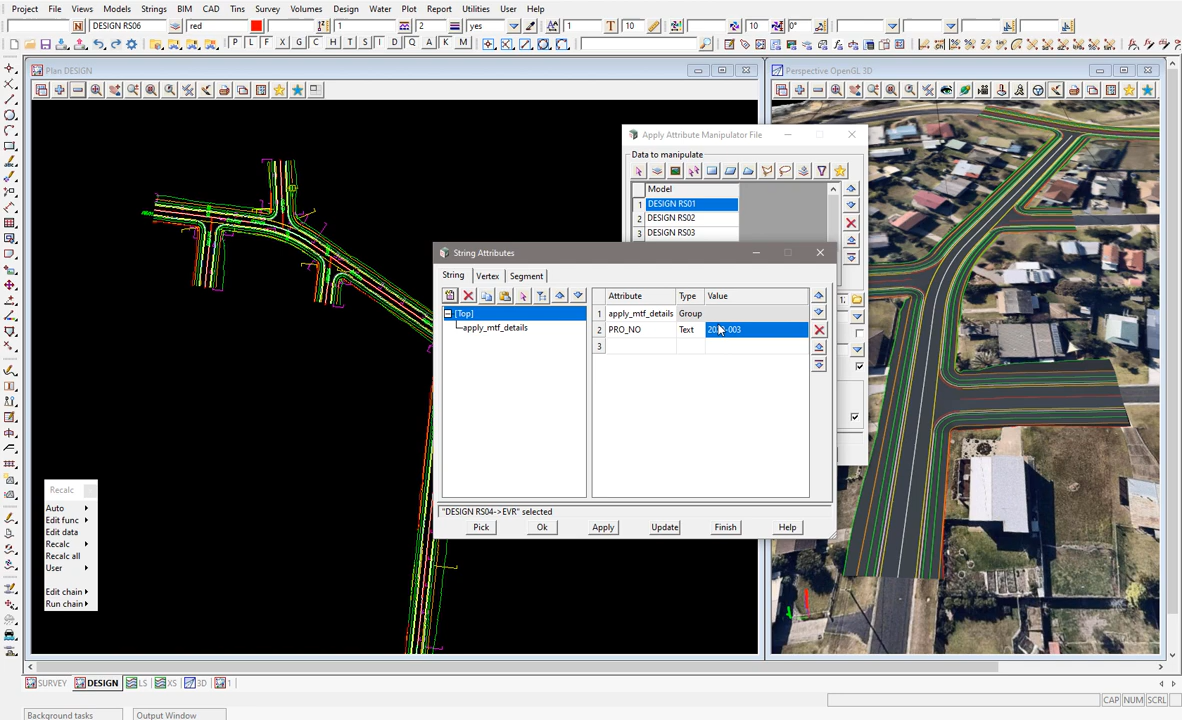 Project File Views Models Strings BIM CAD Tins Survey Volumes Design Water Plot Report Utilities User Help
DESIGN RS06 N red 1 2 yes 1 T 10 10 0°
P L F X G C H T S I D Q A K M
Plan DESIGN
Perspective OpenGL 3D
Apply Attribute Manipulator File
Data to manipulate
Model
1 DESIGN RS01
2 DESIGN RS02
3 DESIGN RS03
String Attributes
String Vertex Segment
[Top]
apply_mtf_details
Attribute Type Value
1 apply_mtf_details Group
2 PRO_NO Text -003
3
"DESIGN RS04->EVR" selected
Pick Ok Apply Update Finish Help
Recalc
Auto
Edit func
Edit data
Recalc
Recalc all
User
Edit chain
Run chain
SURVEY DESIGN LS XS 3D 1
CAP NUM SCRL
Background tasks Output Window